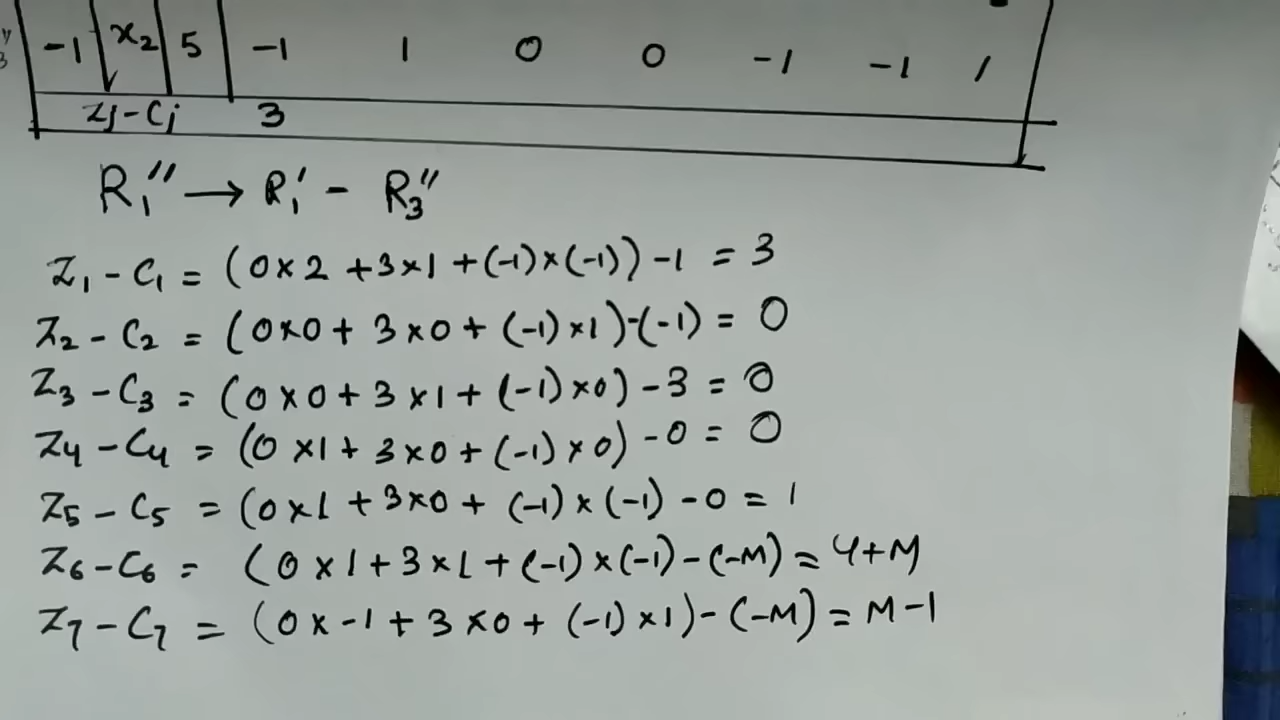 -1 x₂ 5 -1 1 0 0 -1 -1 1
Zj-Cj 3
R₁'' → R₁' - R₃''
Z₁ - C₁ = (0×2 + 3×1 + (-1)×(-1)) - 1 = 3
Z₂ - C₂ = (0×0 + 3×0 + (-1)×1) - (-1) = 0
Z₃ - C₃ = (0×0 + 3×1 + (-1)×0) - 3 = 0
Z₄ - C₄ = (0×1 + 3×0 + (-1)×0) - 0 = 0
Z₅ - C₅ = (0×1 + 3×0 + (-1)×(-1) - 0 = 1
Z₆ - C₆ = (0×1 + 3×1 + (-1)×(-1) - (-M) = 4+M
Z₇ - C₇ = (0×-1 + 3×0 + (-1)×1) - (-M) = M-1